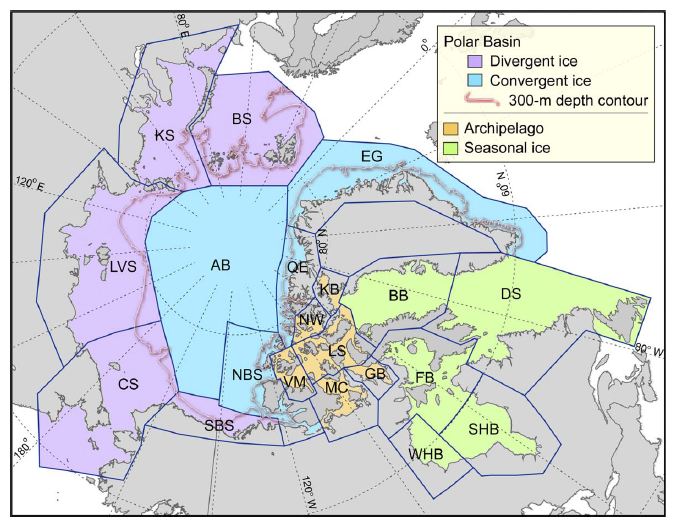 80° E
0°
Polar Basin
Divergent ice
Convergent ice
300-m depth contour
Archipelago
Seasonal ice
KS
BS
EG
120° E
60° N
80° N
LVS
AB
QE
KB
BB
DS
NW
LS
80° W
CS
NBS
VM
MC
GB
FB
SBS
SHB
WHB
180°
120° W